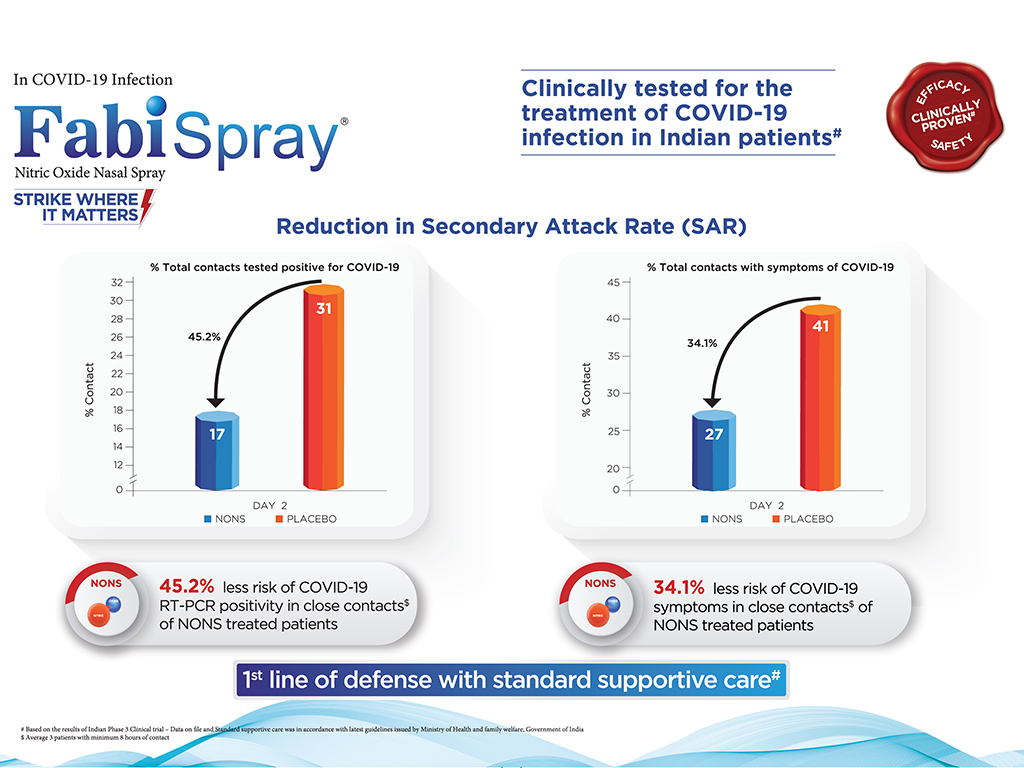 In COVID-19 Infection
FabiSpray®
Nitric Oxide Nasal Spray
STRIKE WHERE
IT MATTERS
Clinically tested for the
treatment of COVID-19
infection in Indian patients#
EFFICACY
CLINICALLY
PROVEN#
SAFETY
Reduction in Secondary Attack Rate (SAR)
% Total contacts tested positive for COVID-19
% Contact
32
30
28
26
24
22
20
18
16
14
12
0
45.2%
17
31
DAY 2
NONS
PLACEBO
% Total contacts with symptoms of COVID-19
% Contact
45
40
35
30
25
20
0
34.1%
27
41
DAY 2
NONS
PLACEBO
NONS
45.2% less risk of COVID-19
RT-PCR positivity in close contacts$
of NONS treated patients
NONS
34.1% less risk of COVID-19
symptoms in close contacts$ of
NONS treated patients
1st line of defense with standard supportive care#
# Based on the results of Indian Phase 3 Clinical trial – Data on file and Standard supportive care was in accordance with latest guidelines issued by Ministry of Health and family welfare; Government of India
$ Average 3 patients with minimum 8 hours of contact